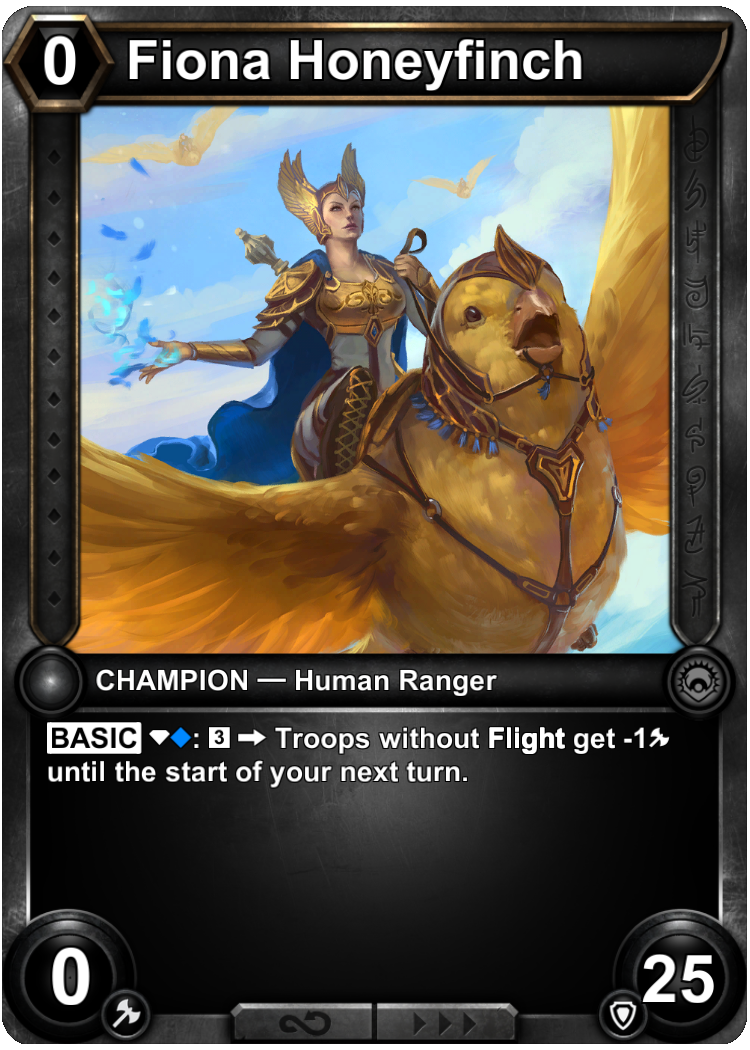 0 Fiona Honeyfinch
CHAMPION — Human Ranger
BASIC : 3 → Troops without Flight get -1
until the start of your next turn.
0 25